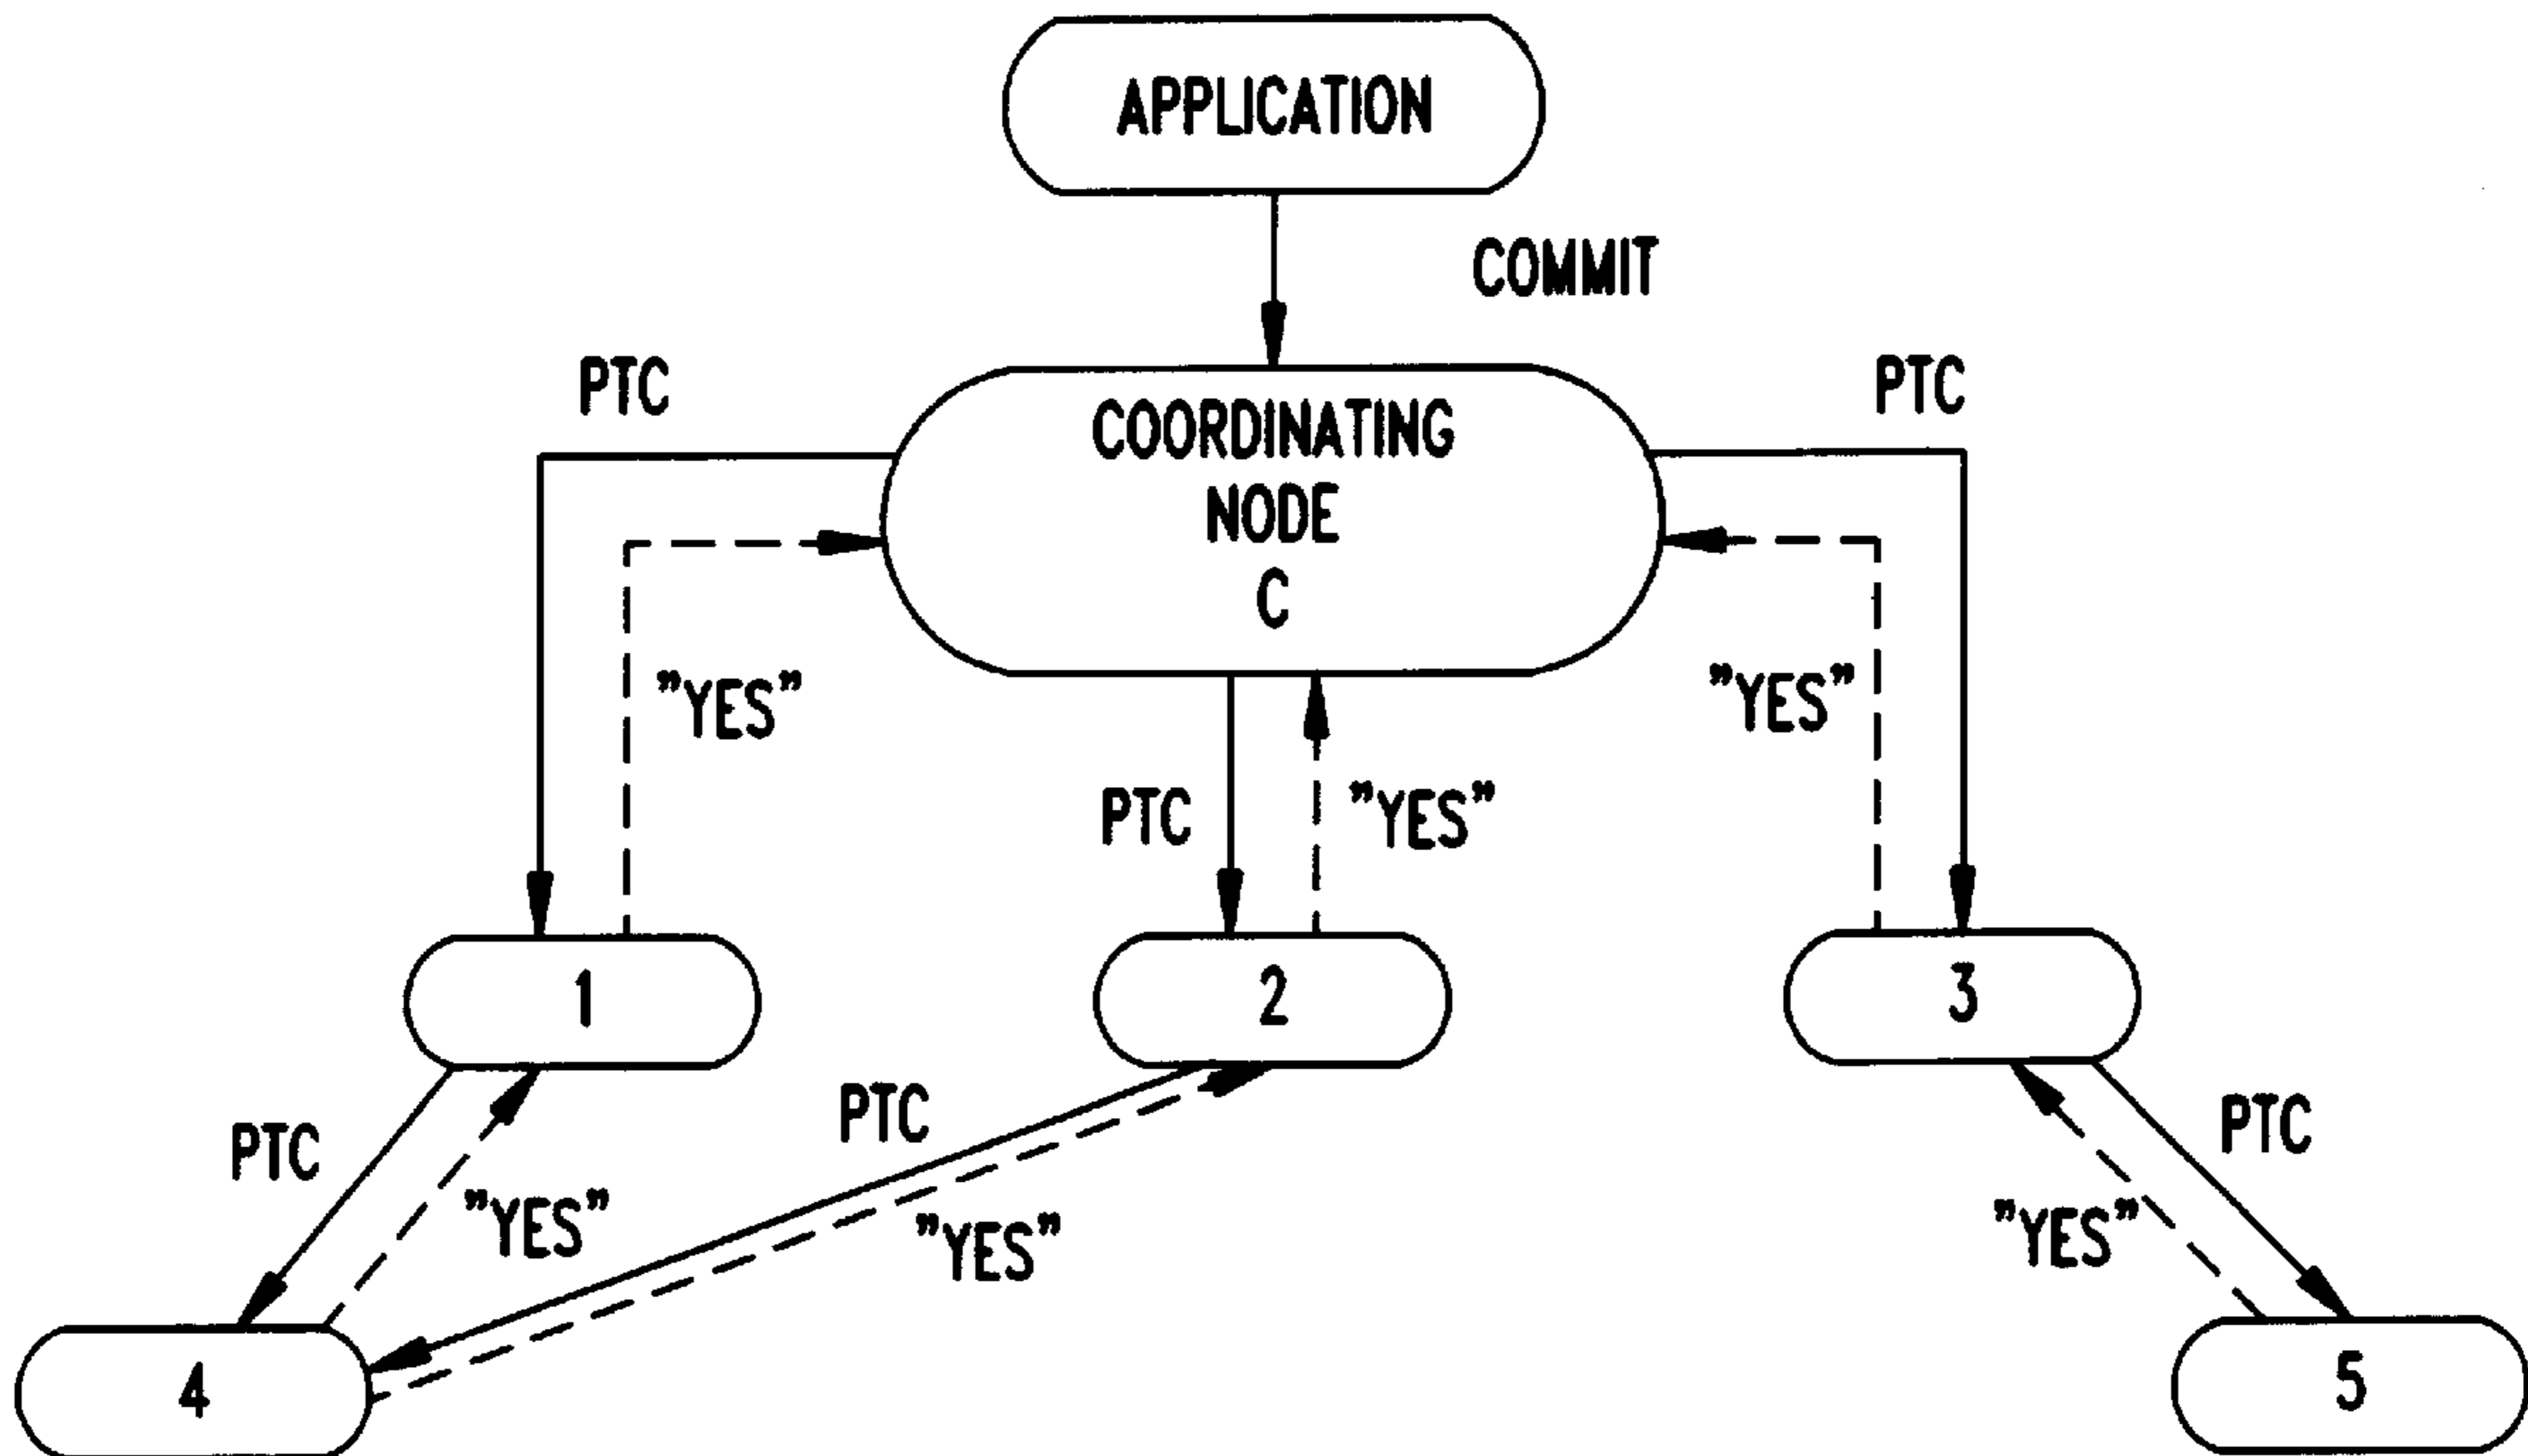 APPLICATION
COMMIT
PTC
PTC
COORDINATING
NODE
C
"YES"
"YES"
PTC
"YES"
1
2
3
PTC
"YES"
PTC
"YES"
PTC
"YES"
4
5